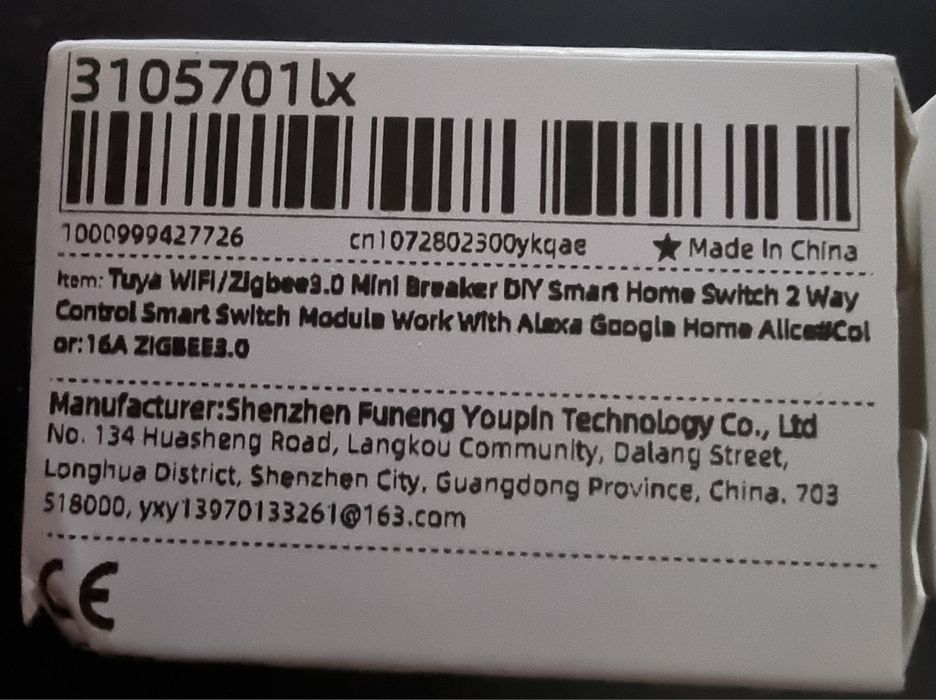 3105701lx
1000999427726 cn1072802300ykqae ★ Made In China
Item: Tuya WIFI/Zigbee3.0 Mini Breaker DIY Smart Home Switch 2 Way
Control Smart Switch Module Work With Alexa Google Home Alice#Col
or:16A ZIGBEE3.0
Manufacturer:Shenzhen Funeng Youpin Technology Co., Ltd
No. 134 Huasheng Road, Langkou Community, Dalang Street,
Longhua District, Shenzhen City, Guangdong Province, China. 703
518000, yxy13970133261@163.com
CE